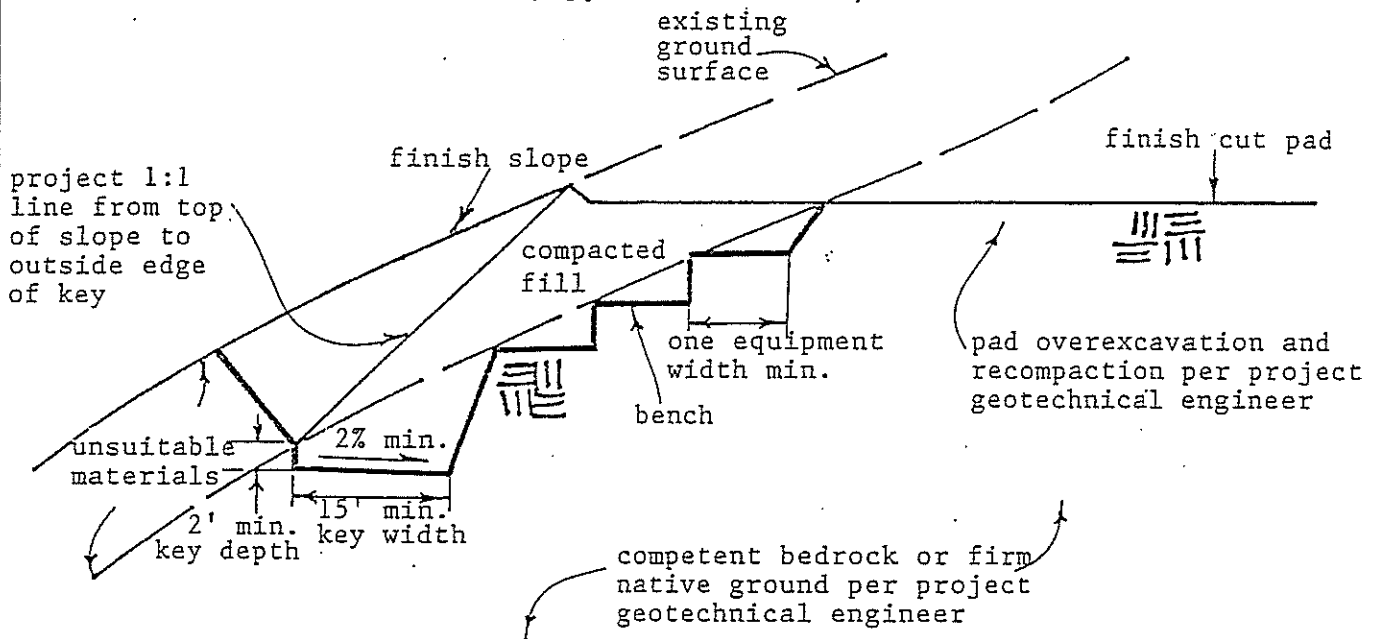 existing
ground
surface
finish slope
finish cut pad
project 1:1
line from top
of slope to
outside edge
of key
compacted
fill
one equipment
width min.
bench
pad overexcavation and
recompaction per project
geotechnical engineer
unsuitable
materials
2% min.
2' min.
key depth
15' min.
key width
competent bedrock or firm
native ground per project
geotechnical engineer